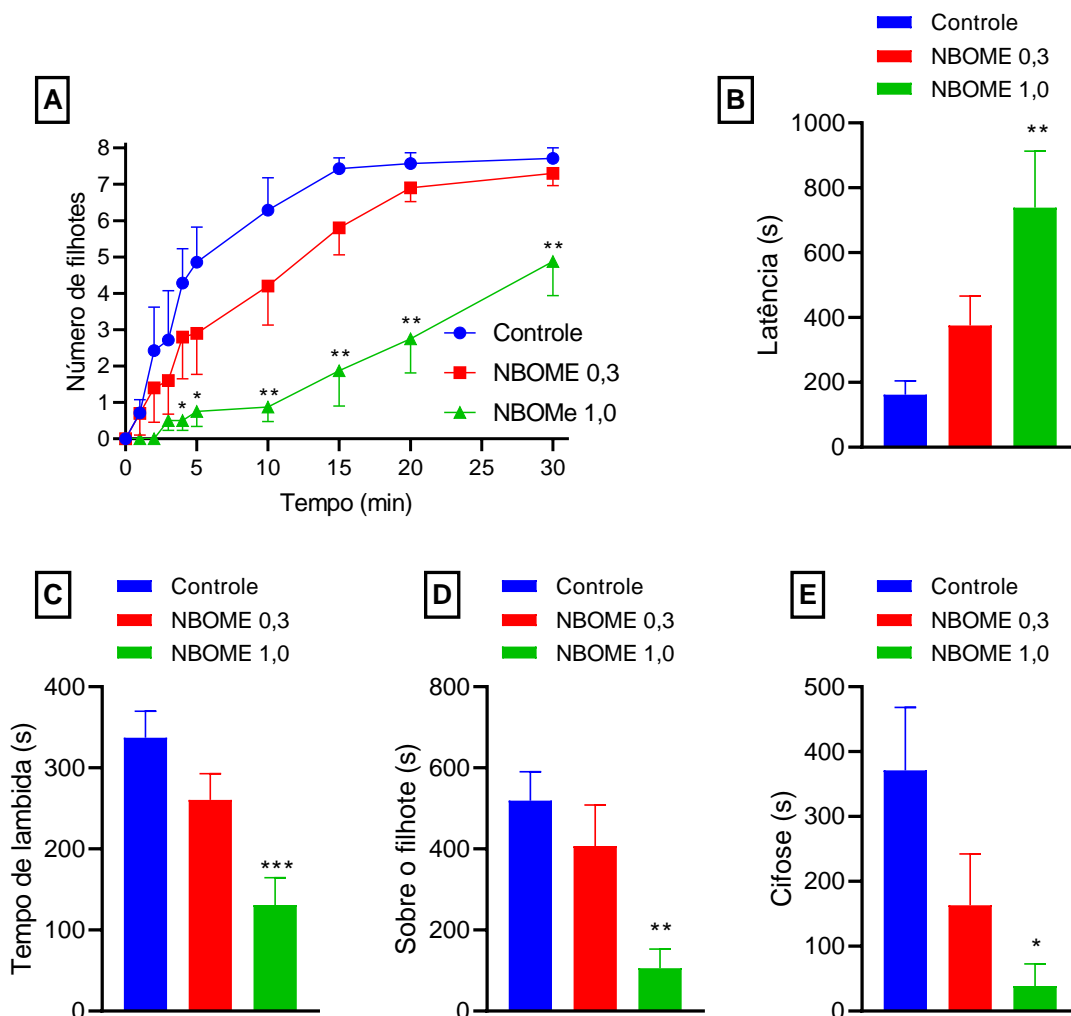 A
Número de filhotes
8
7
6
5
4
3
2
1
0
* * ** ** ** **
Controle
NBOME 0,3
NBOMe 1,0
0 5 10 15 20 25 30
Tempo (min)
B
Controle
NBOME 0,3
NBOME 1,0
Latência (s)
1000
800
600
400
200
0
**
C
Controle
NBOME 0,3
NBOME 1,0
Tempo de lambida (s)
400
300
200
100
0
***
D
Controle
NBOME 0,3
NBOME 1,0
Sobre o filhote (s)
800
600
400
200
0
**
E
Controle
NBOME 0,3
NBOME 1,0
Cifose (s)
500
400
300
200
100
0
*